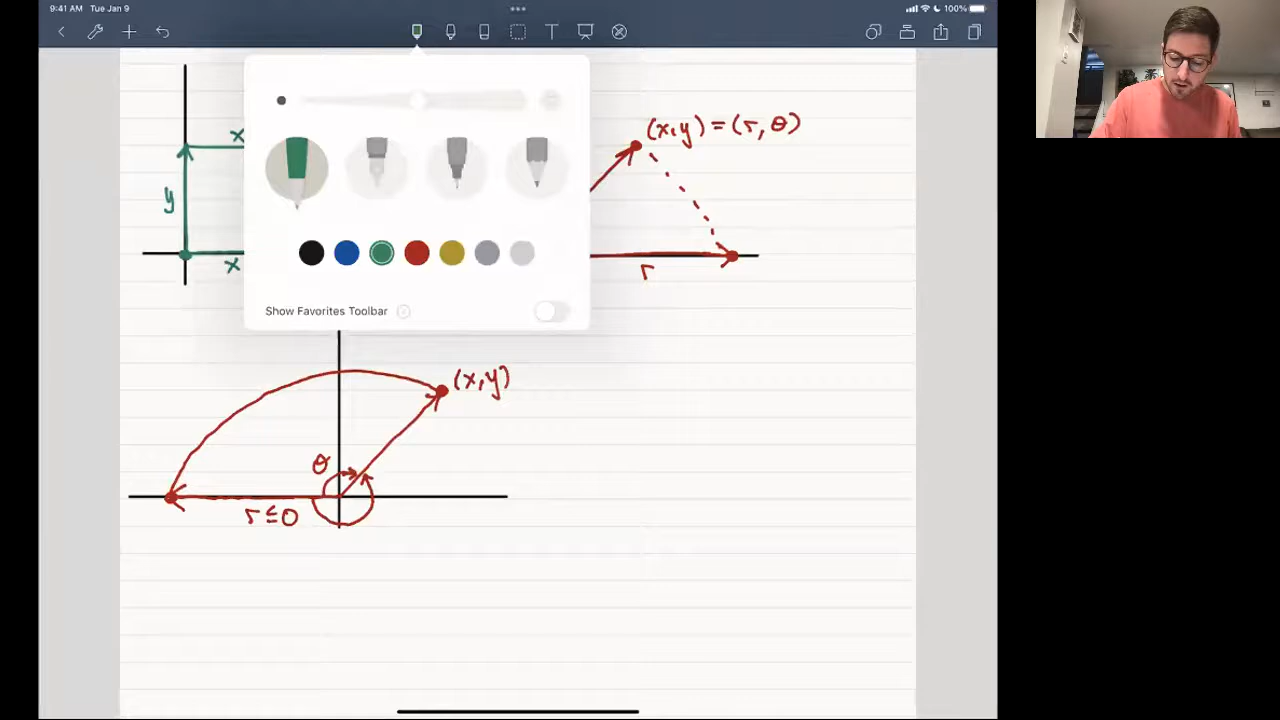 9:41 AM Tue Jan 9
100%
x
(x,y) = (r, θ)
y
x
r
Show Favorites Toolbar
(x,y)
θ
r ≤ 0